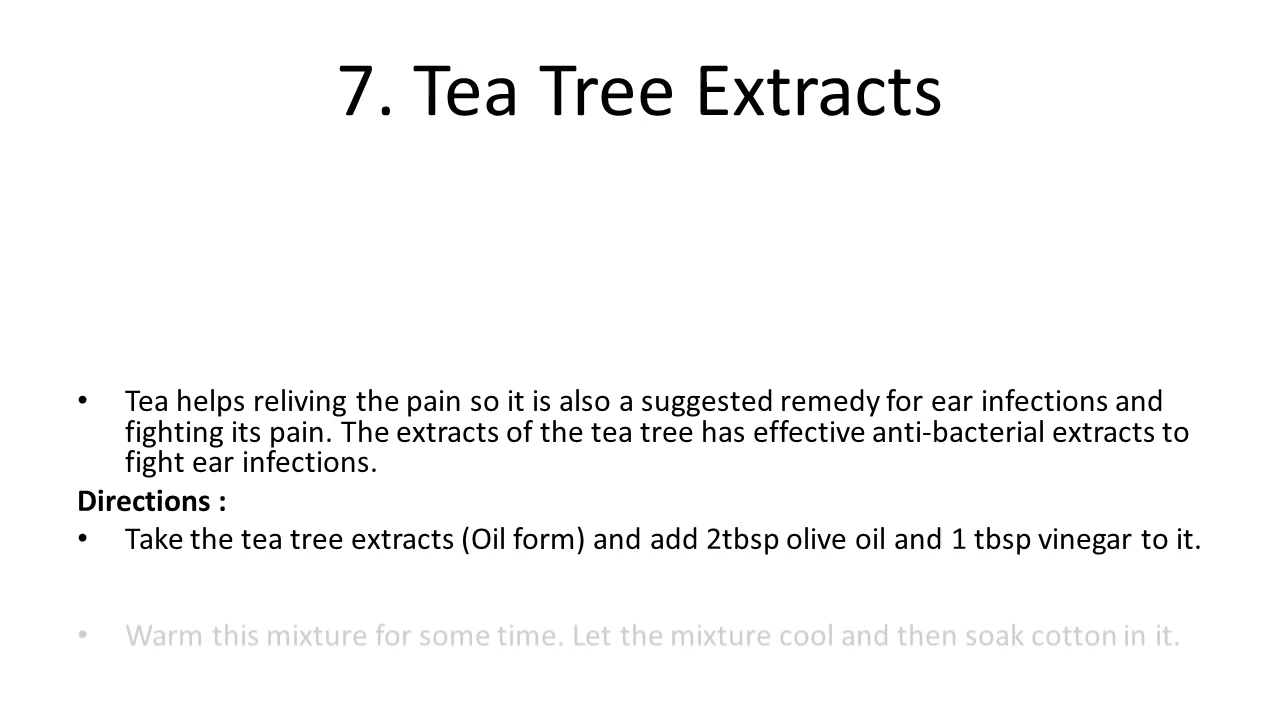 7. Tea Tree Extracts
• Tea helps reliving the pain so it is also a suggested remedy for ear infections and
fighting its pain. The extracts of the tea tree has effective anti-bacterial extracts to
fight ear infections.
Directions :
• Take the tea tree extracts (Oil form) and add 2tbsp olive oil and 1 tbsp vinegar to it.
• Warm this mixture for some time. Let the mixture cool and then soak cotton in it.